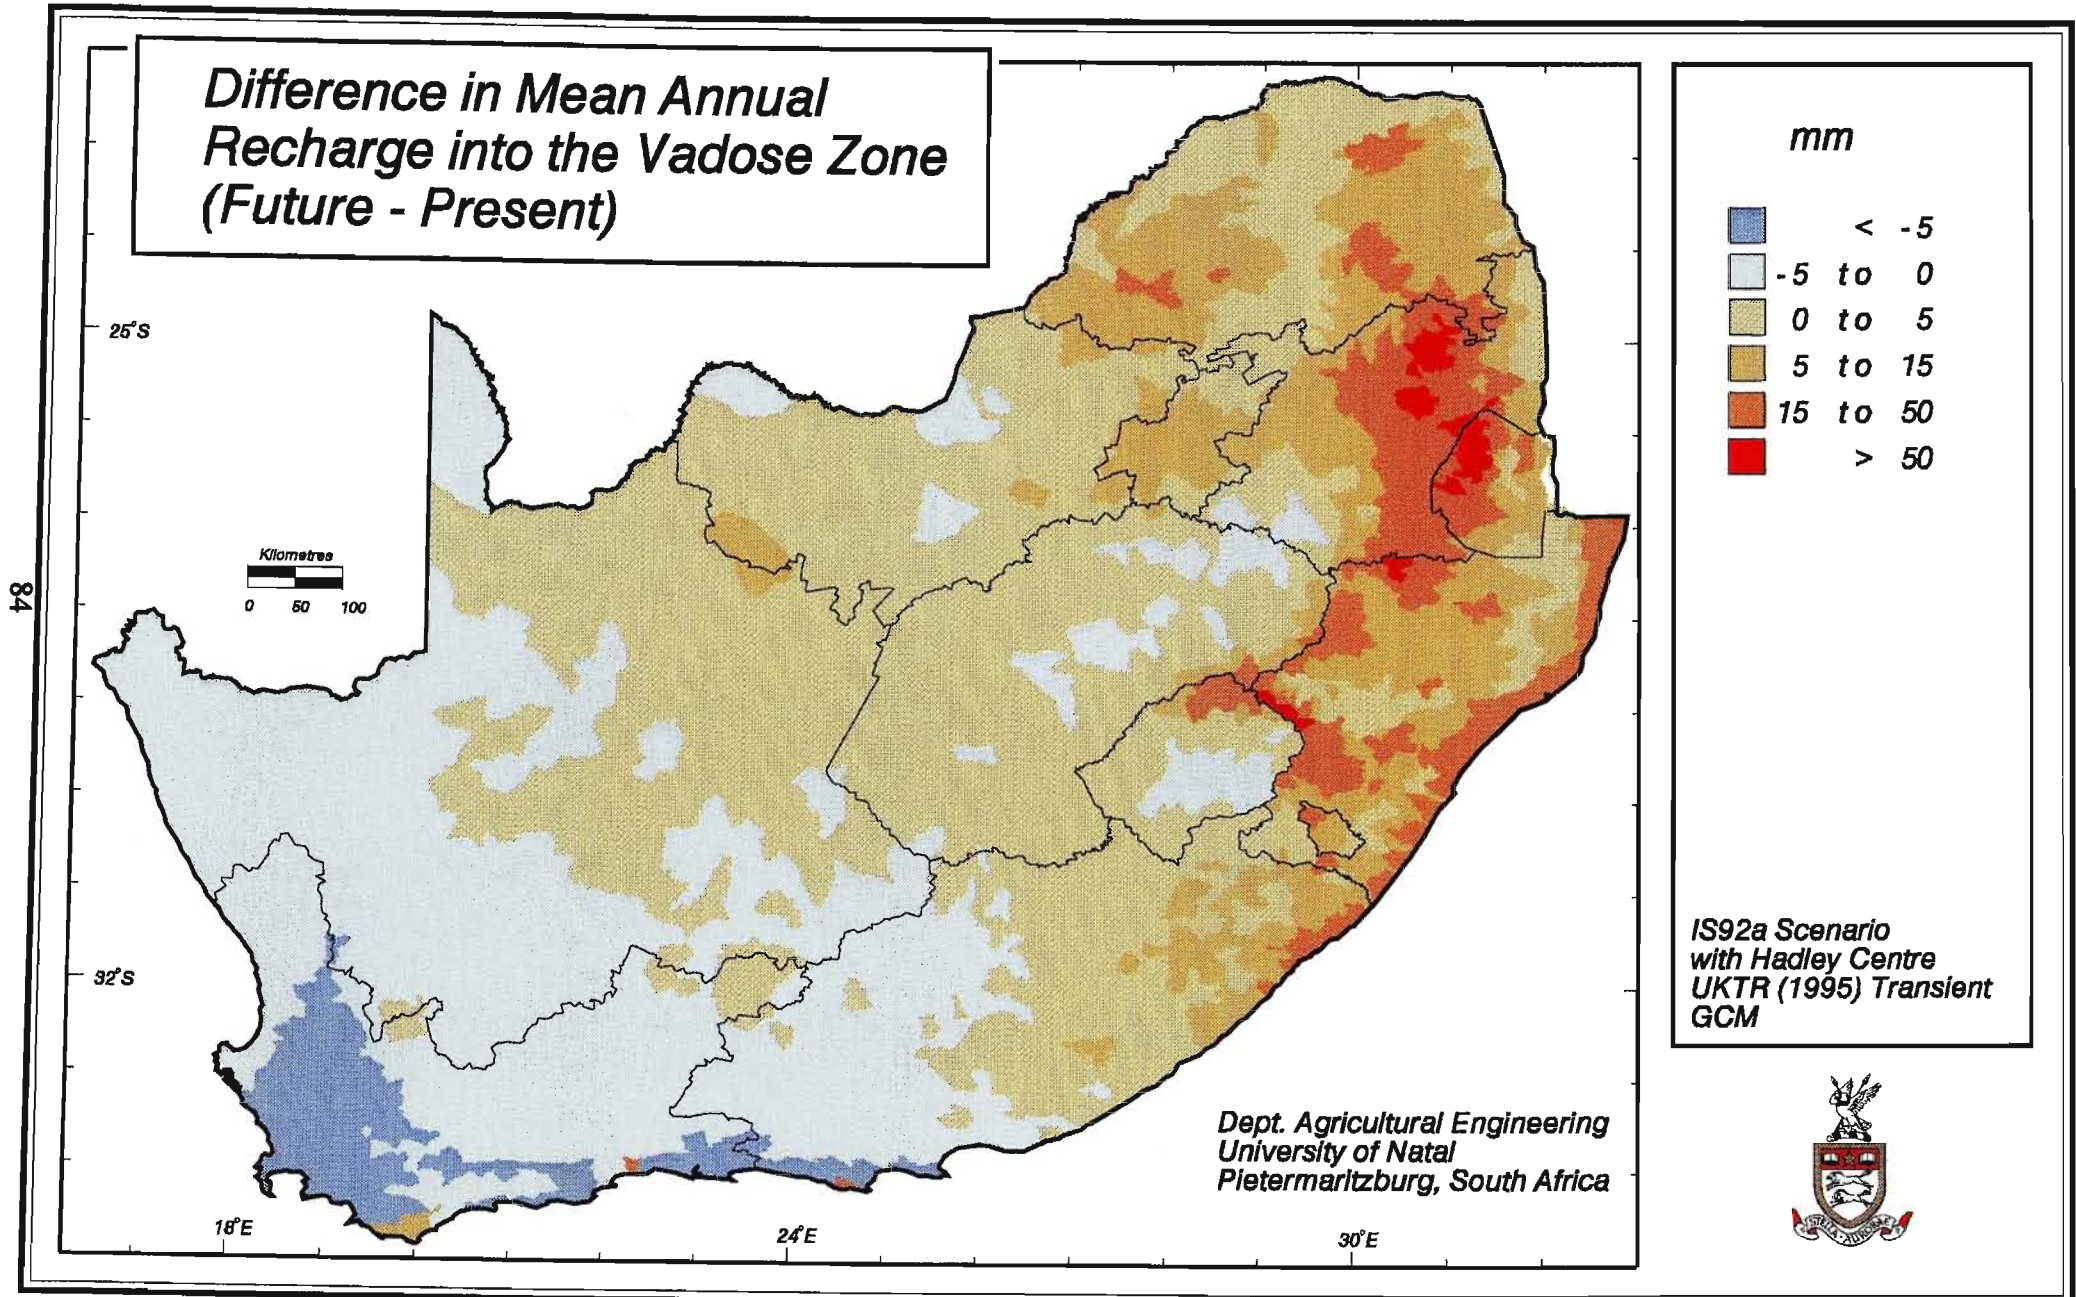 Difference in Mean Annual
Recharge into the Vadose Zone
(Future - Present)
mm
< -5
-5 to 0
0 to 5
5 to 15
15 to 50
> 50
25°S
Kilometres
0 50 100
84
32°S
IS92a Scenario
with Hadley Centre
UKTR (1995) Transient
GCM
Dept. Agricultural Engineering
University of Natal
Pietermaritzburg, South Africa
18°E
24°E
30°E
STELLA AURORAE